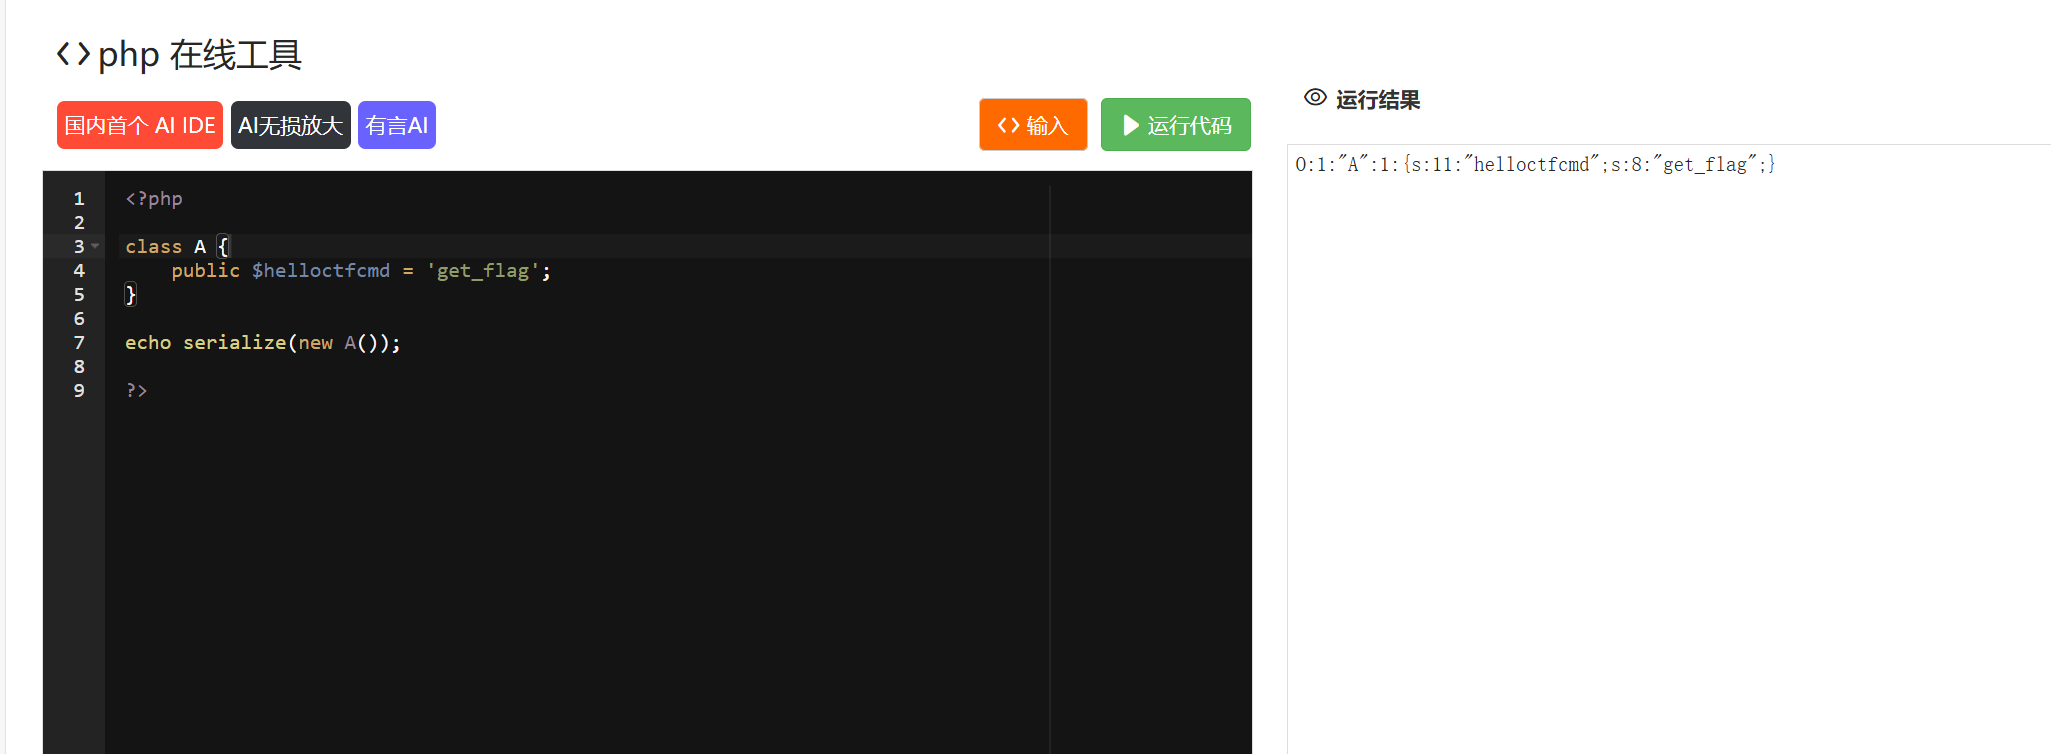 <> php 在线工具
国内首个 AI IDE
AI无损放大
有言AI
<> 输入
运行代码
1 <?php
2
3 class A {
4     public $helloctfcmd = 'get_flag';
5 }
6
7 echo serialize(new A());
8
9 ?>
运行结果
O:1:"A":1:{s:11:"helloctfcmd";s:8:"get_flag";}